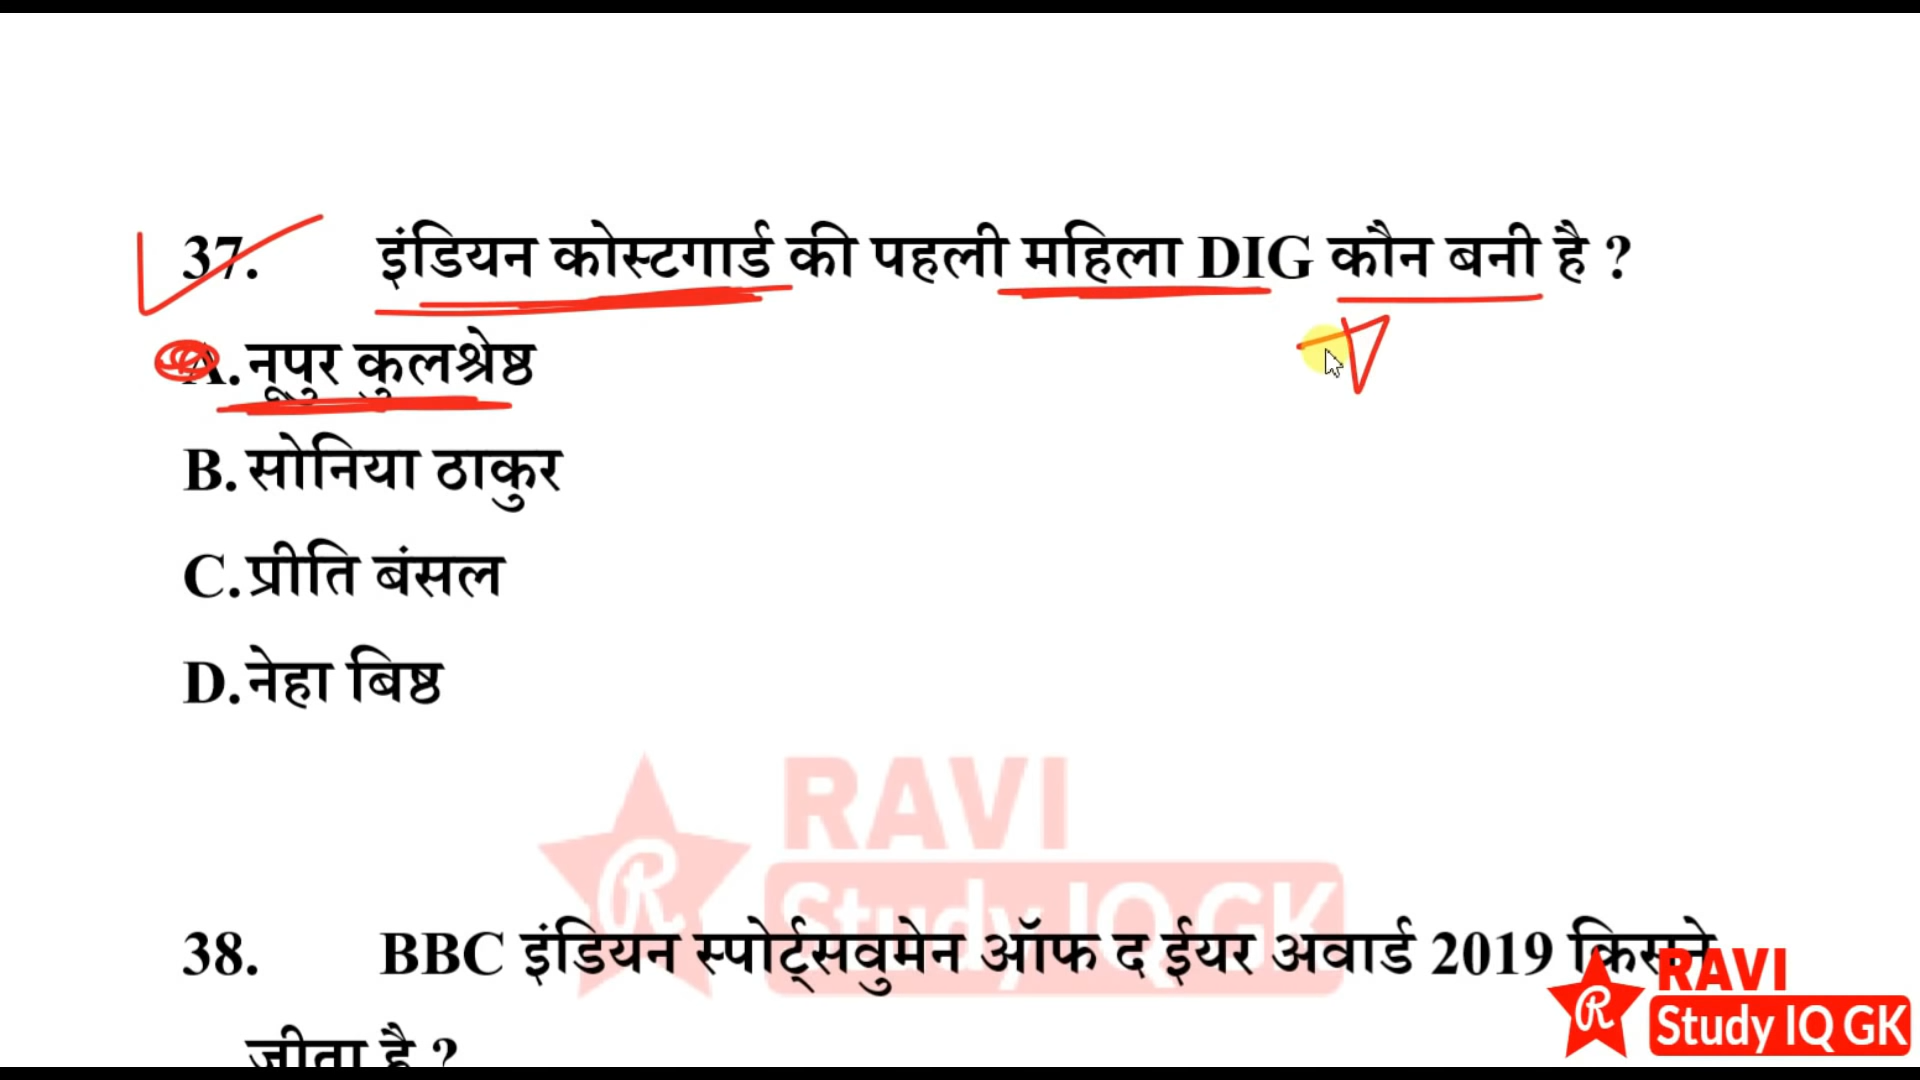 37. इंडियन कोस्टगार्ड की पहली महिला DIG कौन बनी है ?
A. नूपुर कुलश्रेष्ठ
B. सोनिया ठाकुर
C. प्रीति बंसल
D. नेहा बिष्ठ
RAVI
Study IQ GK
38. BBC इंडियन स्पोर्ट्सवुमेन ऑफ द ईयर अवार्ड 2019 किसने
जीता है ?
R RAVI
Study IQ GK